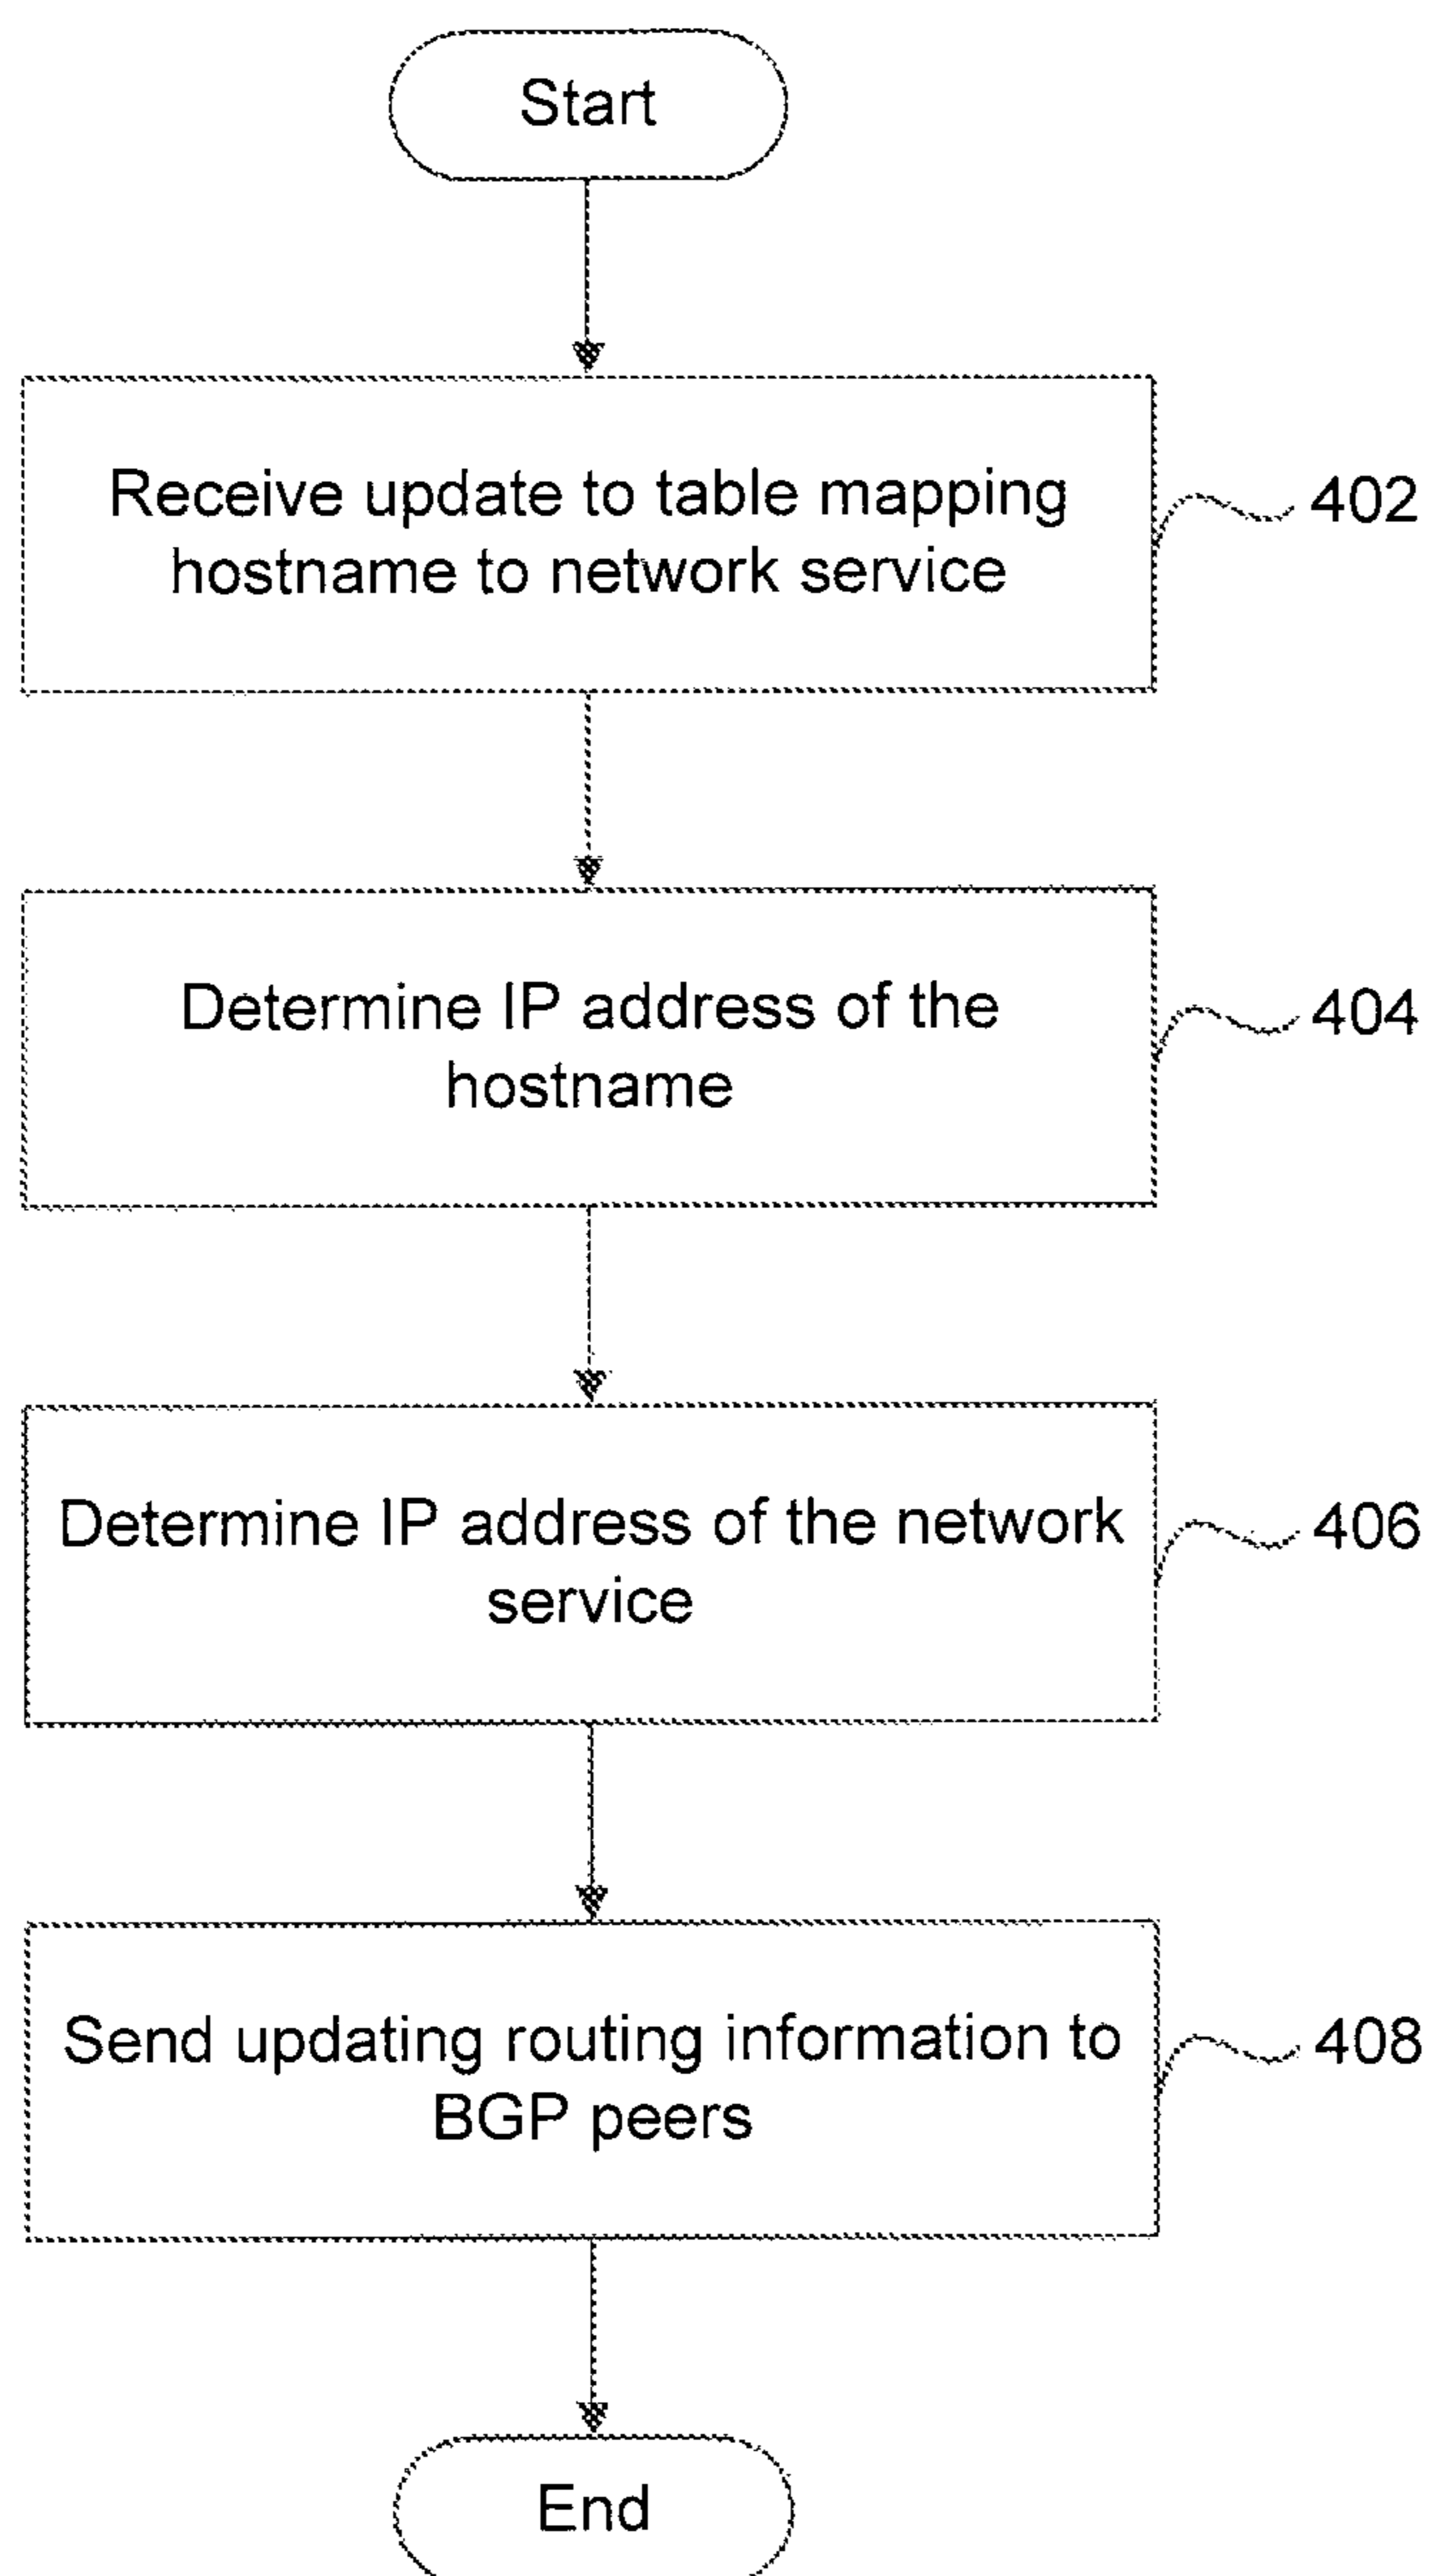 Start
Receive update to table mapping
hostname to network service
402
Determine IP address of the
hostname
404
Determine IP address of the network
service
406
Send updating routing information to
BGP peers
408
End